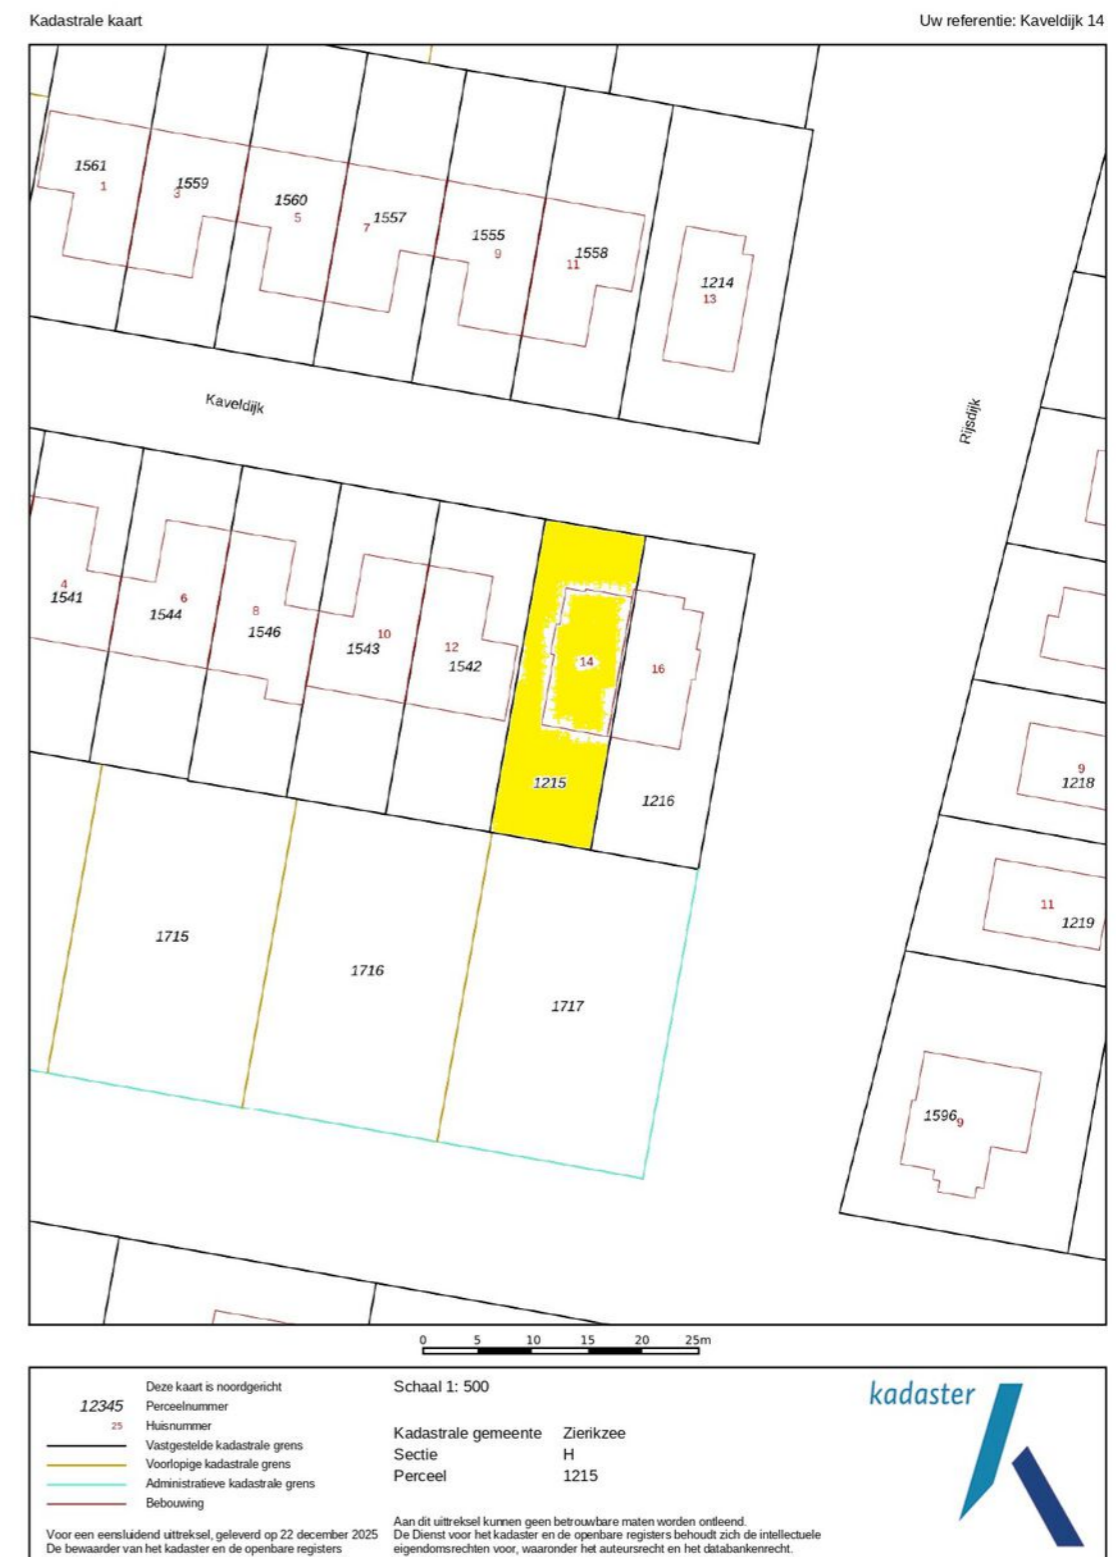 Kadastrale kaart
Uw referentie: Kaveldijk 14
1561
1
1559
3
1560
5
1557
7
1555
9
1558
11
1214
13
Kaveldijk
Rijsdijk
4
1541
6
1544
8
1546
10
1543
12
1542
14
16
1215
1216
9
1218
11
1219
1715
1716
1717
1596
9
0 5 10 15 20 25m
Deze kaart is noordgericht
12345 Perceelnummer
25 Huisnummer
Vastgestelde kadastrale grens
Voorlopige kadastrale grens
Administratieve kadastrale grens
Bebouwing
Voor een eensluidend uittreksel, geleverd op 22 december 2025
De bewaarder van het kadaster en de openbare registers
Schaal 1: 500
Kadastrale gemeente Zierikzee
Sectie H
Perceel 1215
Aan dit uittreksel kunnen geen betrouwbare maten worden ontleend.
De Dienst voor het kadaster en de openbare registers behoudt zich de intellectuele
eigendomsrechten voor, waaronder het auteursrecht en het databankenrecht.
kadaster